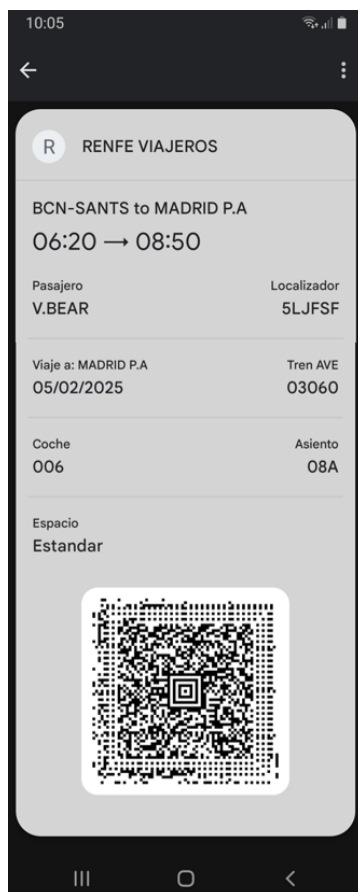 10:05
R RENFE VIAJEROS
BCN-SANTS to MADRID P.A
06:20 → 08:50
Pasajero Localizador
V.BEAR 5LJFSF
Viaje a: MADRID P.A Tren AVE
05/02/2025 03060
Coche Asiento
006 08A
Espacio
Estandar